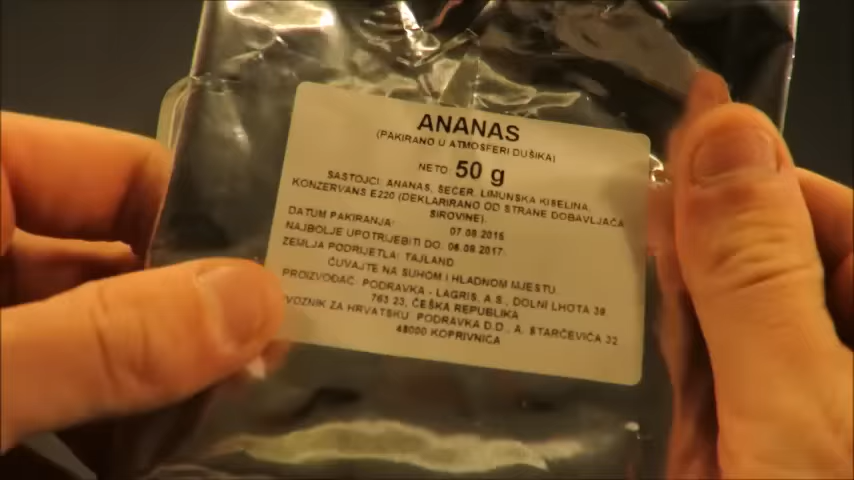 ANANAS
(PAKIRANO U ATMOSFERI DUŠIKA)
NETO 50 g
SASTOJCI: ANANAS, ŠEĆER, LIMUNSKA KISELINA,
KONZERVANS E220 (DEKLARIRANO OD STRANE DOBAVLJAČA
SIROVINE).
DATUM PAKIRANJA: 07.08.2015
NAJBOLJE UPOTRIJEBITI DO: 06.08.2017.
ZEMLJA PODRIJETLA: TAJLAND
ČUVAJTE NA SUHOM I HLADNOM MJESTU
PROIZVOĐAČ: PODRAVKA - LAGRIS, A.S., DOLNI LHOTA 39
763 23, ČEŠKA REPUBLIKA
VOZNIK ZA HRVATSKU: PODRAVKA D.D., A. STARČEVIĆA 32
48000 KOPRIVNICA